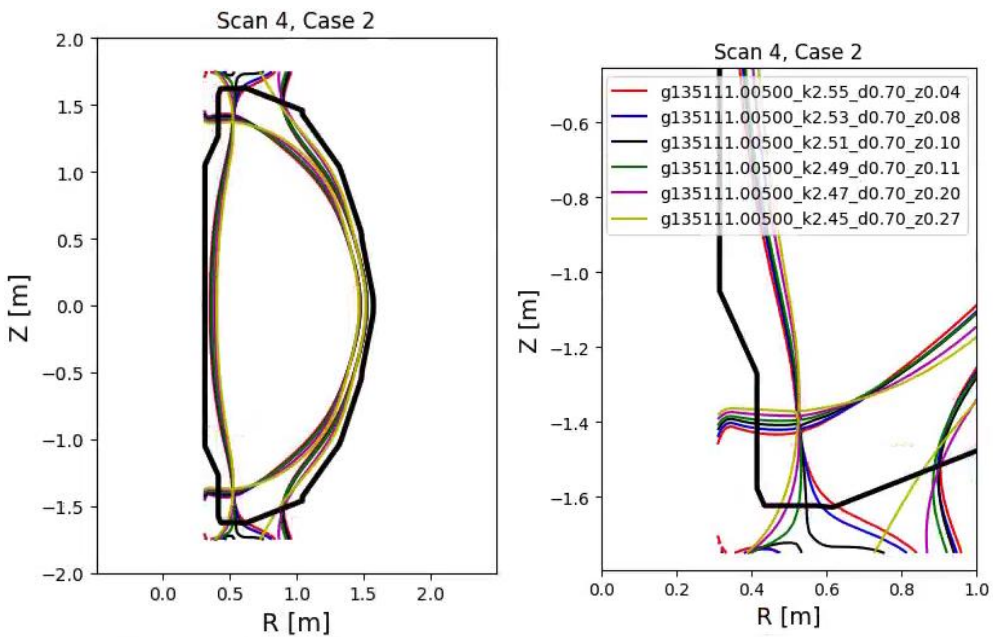 Scan 4, Case 2
2.0
1.5
1.0
0.5
0.0
−0.5
−1.0
−1.5
−2.0
Z [m]
0.0 0.5 1.0 1.5 2.0
R [m]
Scan 4, Case 2
g135111.00500_k2.55_d0.70_z0.04
g135111.00500_k2.53_d0.70_z0.08
g135111.00500_k2.51_d0.70_z0.10
g135111.00500_k2.49_d0.70_z0.11
g135111.00500_k2.47_d0.70_z0.20
g135111.00500_k2.45_d0.70_z0.27
−0.6
−0.8
−1.0
−1.2
−1.4
−1.6
Z [m]
0.0 0.2 0.4 0.6 0.8 1.0
R [m]